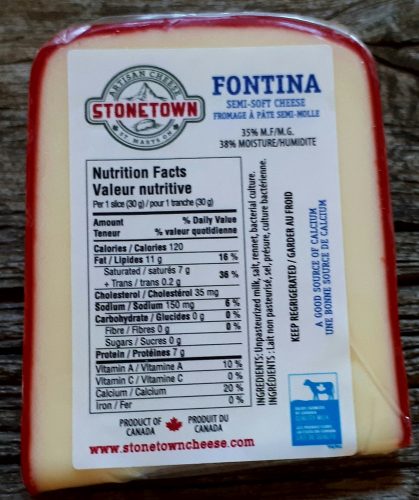 ARTISAN CHEESE
STONETOWN
ST. MARYS ON
FONTINA
SEMI-SOFT CHEESE
FROMAGE À PÂTE SEMI-MOLLE
35% M.F/M.G.
38% MOISTURE/HUMIDITE
Nutrition Facts
Valeur nutritive
Per 1 slice (30 g) / pour 1 tranche (30 g)
Amount % Daily Value
Teneur % valeur quotidienne
Calories / Calories 120
Fat / Lipides 11 g 16 %
Saturated / saturés 7 g
+ Trans / trans 0.2 g 36 %
Cholesterol / Cholestérol 35 mg
Sodium / Sodium 150 mg 6 %
Carbohydrate / Glucides 0 g 0 %
Fibre / Fibres 0 g 0 %
Sugars / Sucres 0 g
Protein / Protéines 7 g
Vitamin A / Vitamine A 10 %
Vitamin C / Vitamine C 0 %
Calcium / Calcium 20 %
Iron / Fer 0 %
INGREDIENTS: Unpasteurized milk, salt, rennet, bacterial culture.
INGRÉDIENTS: Lait non pasteurisé, sel, présure, culture bactérienne.
KEEP REGRIGERATED / GARDER AU FROID
A GOOD SOURCE OF CALCIUM
UNE BONNE SOURCE DE CALCIUM
PRODUCT OF CANADA
PRODUIT DU CANADA
www.stonetowncheese.com